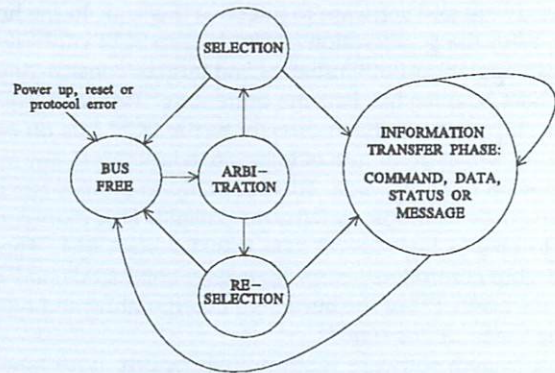 SELECTION
Power up, reset or
protocol error
BUS
FREE
ARBI-
TRATION
INFORMATION
TRANSFER PHASE:
COMMAND, DATA,
STATUS OR
MESSAGE
RE-
SELECTION